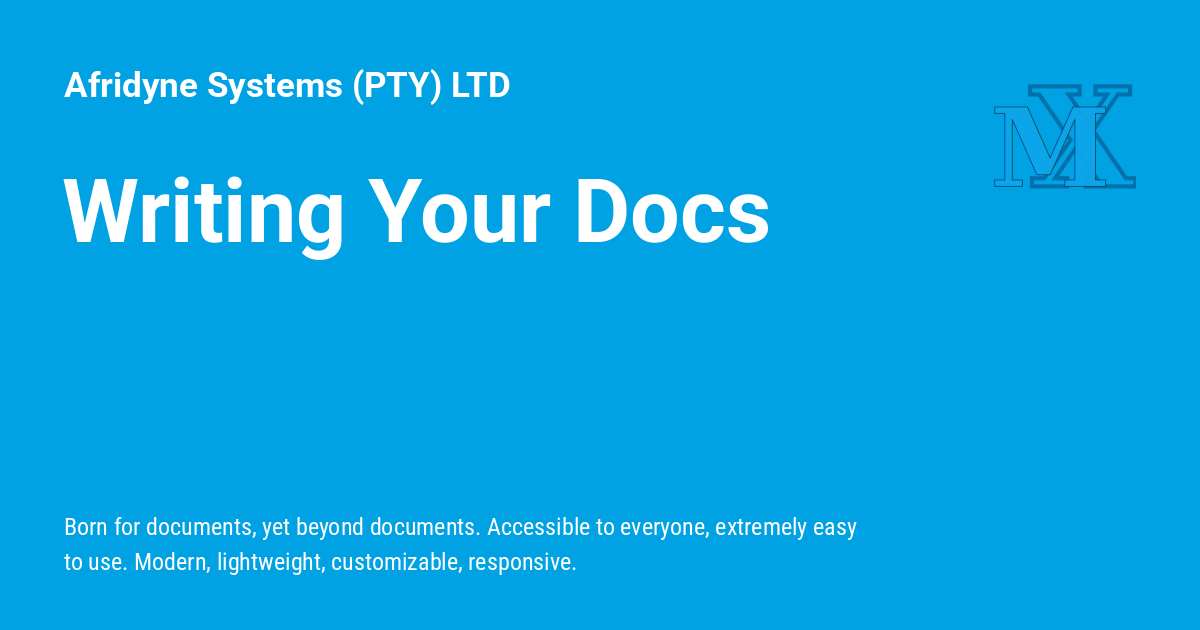 Afridyne Systems (PTY) LTD
MX
Writing Your Docs
Born for documents, yet beyond documents. Accessible to everyone, extremely easy
to use. Modern, lightweight, customizable, responsive.